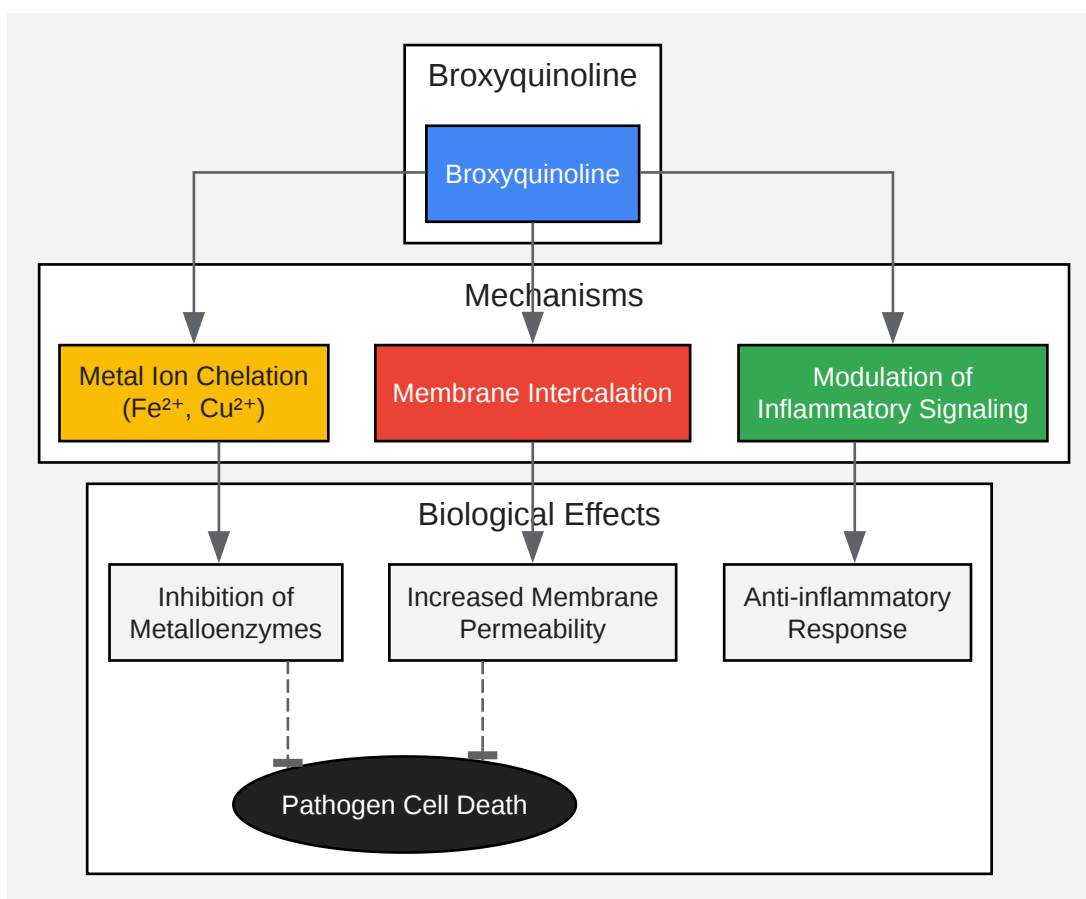 Broxyquinoline
Broxyquinoline
Mechanisms
Metal Ion Chelation
(Fe²⁺, Cu²⁺)
Membrane Intercalation
Modulation of
Inflammatory Signaling
Biological Effects
Inhibition of
Metalloenzymes
Increased Membrane
Permeability
Anti-inflammatory
Response
Pathogen Cell Death